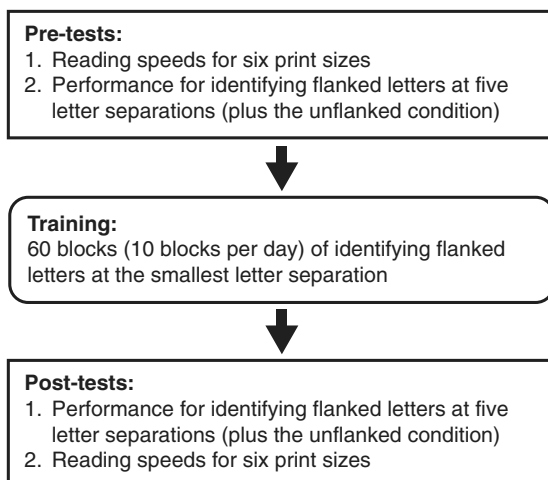 Pre-tests:
1. Reading speeds for six print sizes
2. Performance for identifying flanked letters at five
letter separations (plus the unflanked condition)
Training:
60 blocks (10 blocks per day) of identifying flanked
letters at the smallest letter separation
Post-tests:
1. Performance for identifying flanked letters at five
letter separations (plus the unflanked condition)
2. Reading speeds for six print sizes